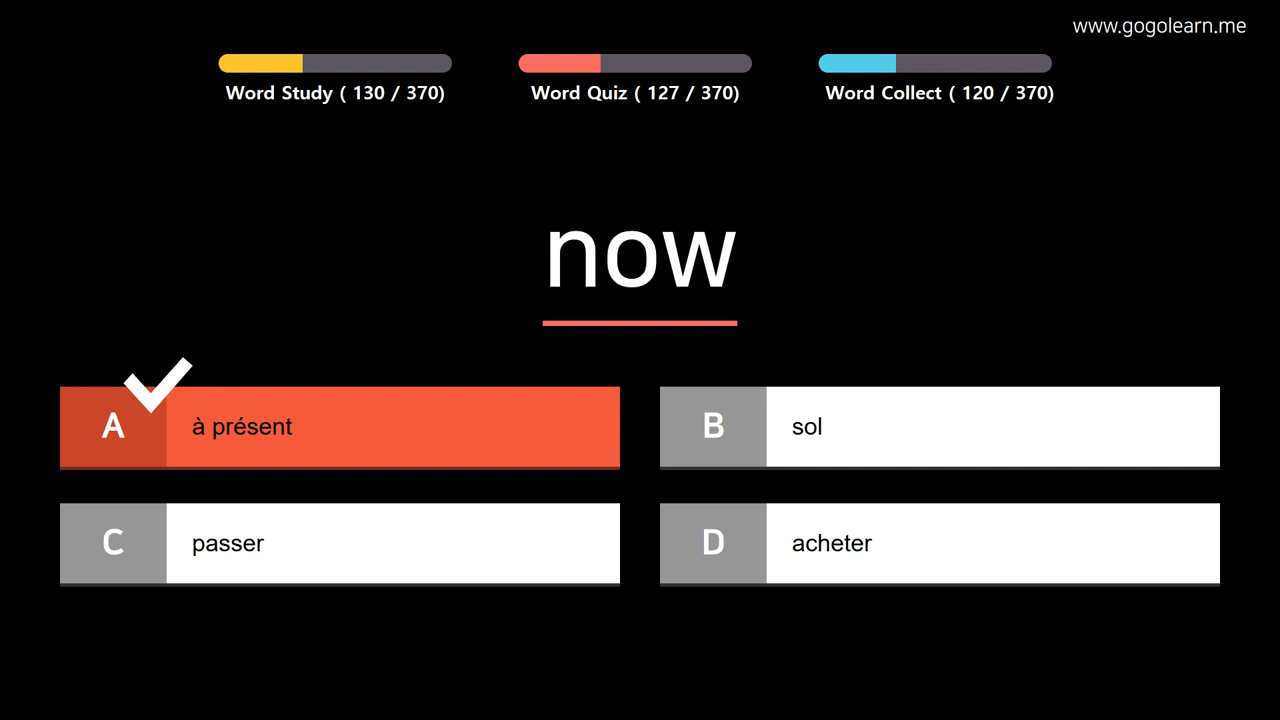 www.gogolearn.me
Word Study ( 130 / 370)
Word Quiz ( 127 / 370)
Word Collect ( 120 / 370)
now
A
à présent
B
sol
C
passer
D
acheter